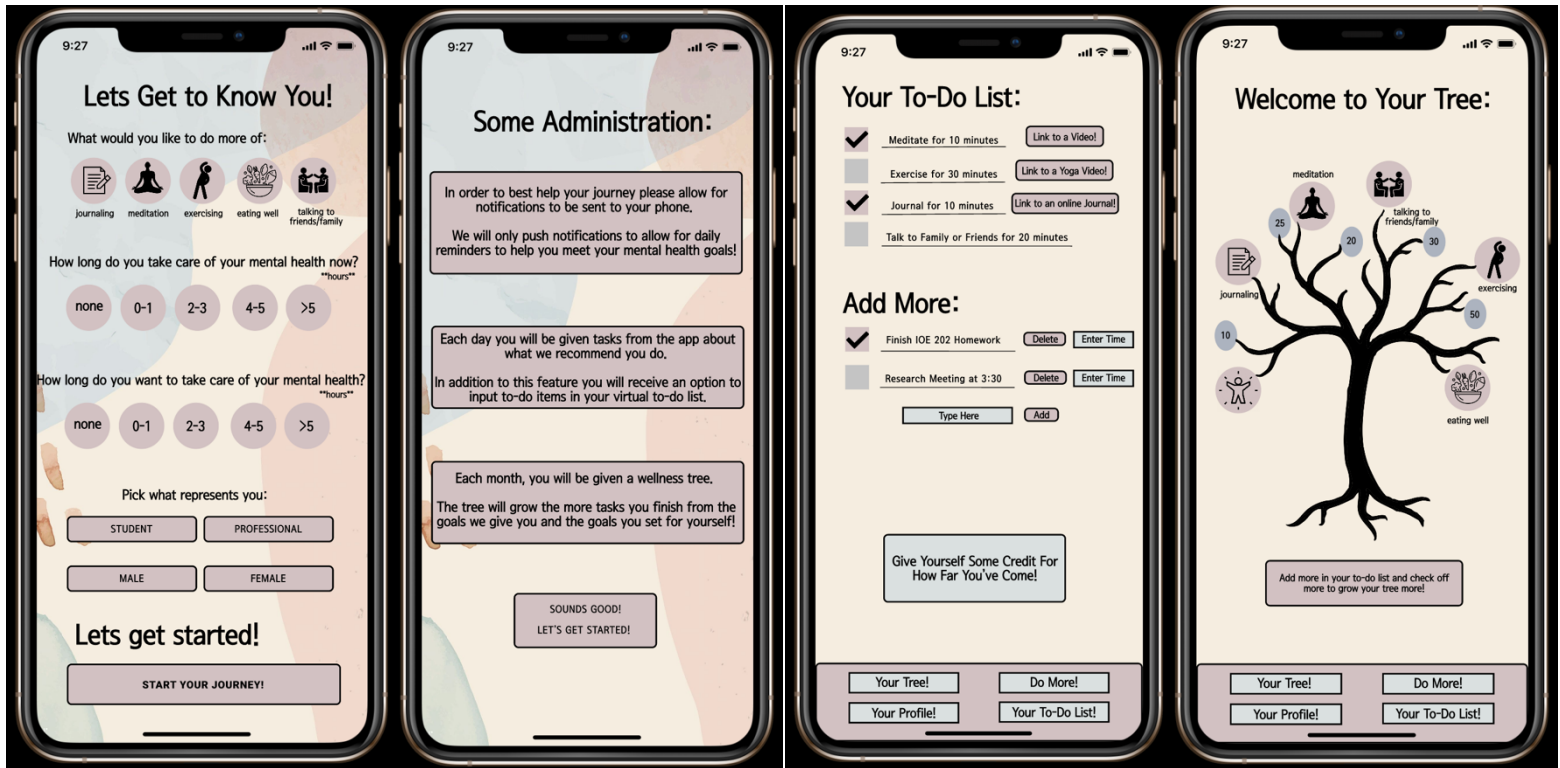 9:27
Lets Get to Know You!
What would you like to do more of:
journaling
meditation
exercising
eating well
talking to
friends/family
How long do you take care of your mental health now?
**hours**
none
0-1
2-3
4-5
>5
How long do you want to take care of your mental health?
**hours**
none
0-1
2-3
4-5
>5
Pick what represents you:
STUDENT
PROFESSIONAL
MALE
FEMALE
Lets get started!
START YOUR JOURNEY!
9:27
Some Administration:
In order to best help your journey please allow for
notifications to be sent to your phone.
We will only push notifications to allow for daily
reminders to help you meet your mental health goals!
Each day you will be given tasks from the app about
what we recommend you do.
In addition to this feature you will receive an option to
input to-do items in your virtual to-do list.
Each month, you will be given a wellness tree.
The tree will grow the more tasks you finish from the
goals we give you and the goals you set for yourself!
SOUNDS GOOD!
LET'S GET STARTED!
9:27
Your To-Do List:
Meditate for 10 minutes
Link to a Video!
Exercise for 30 minutes
Link to a Yoga Video!
Journal for 10 minutes
Link to an online Journal!
Talk to Family or Friends for 20 minutes
Add More:
Finish IOE 202 Homework
Delete
Enter Time
Research Meeting at 3:30
Delete
Enter Time
Type Here
Add
Give Yourself Some Credit For
How Far You've Come!
Your Tree!
Do More!
Your Profile!
Your To-Do List!
9:27
Welcome to Your Tree:
meditation
talking to
friends/family
25
20
30
journaling
exercising
50
10
eating well
Add more in your to-do list and check off
more to grow your tree more!
Your Tree!
Do More!
Your Profile!
Your To-Do List!